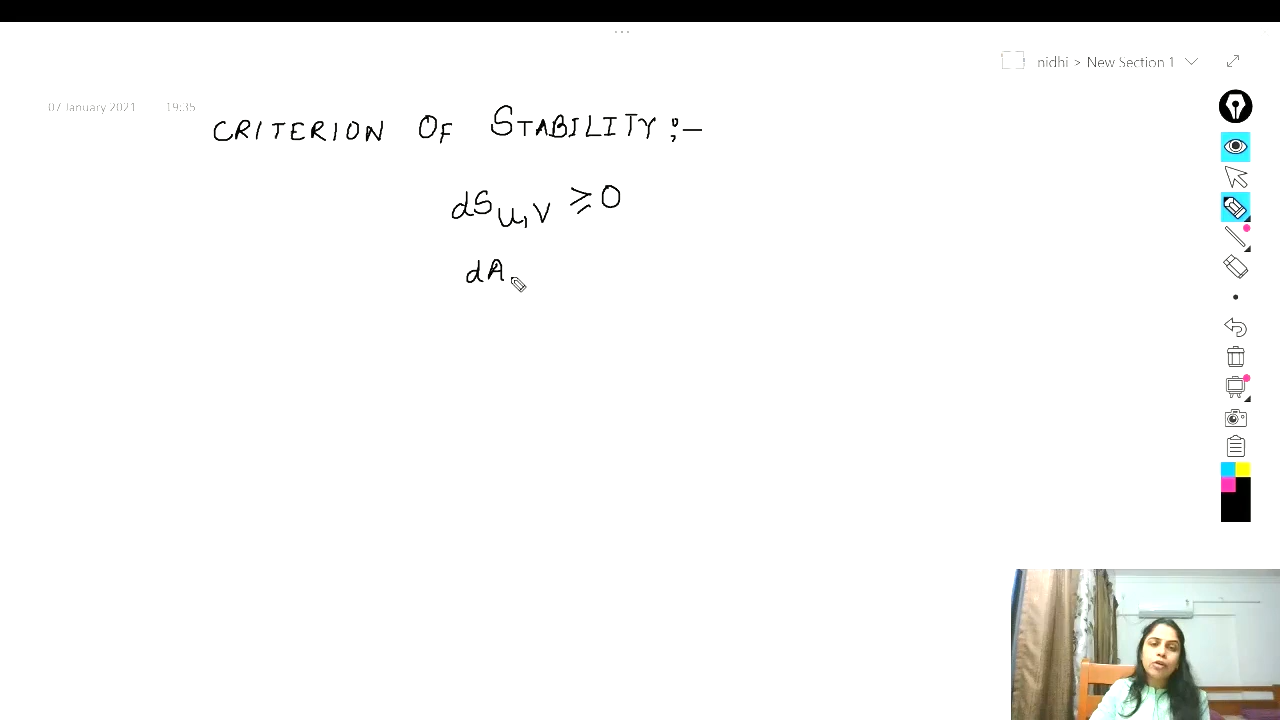 nidhi > New Section 1
07 January 2021 19:35
CRITERION OF STABILITY :-
dS_{U,V} ≥ 0
dA